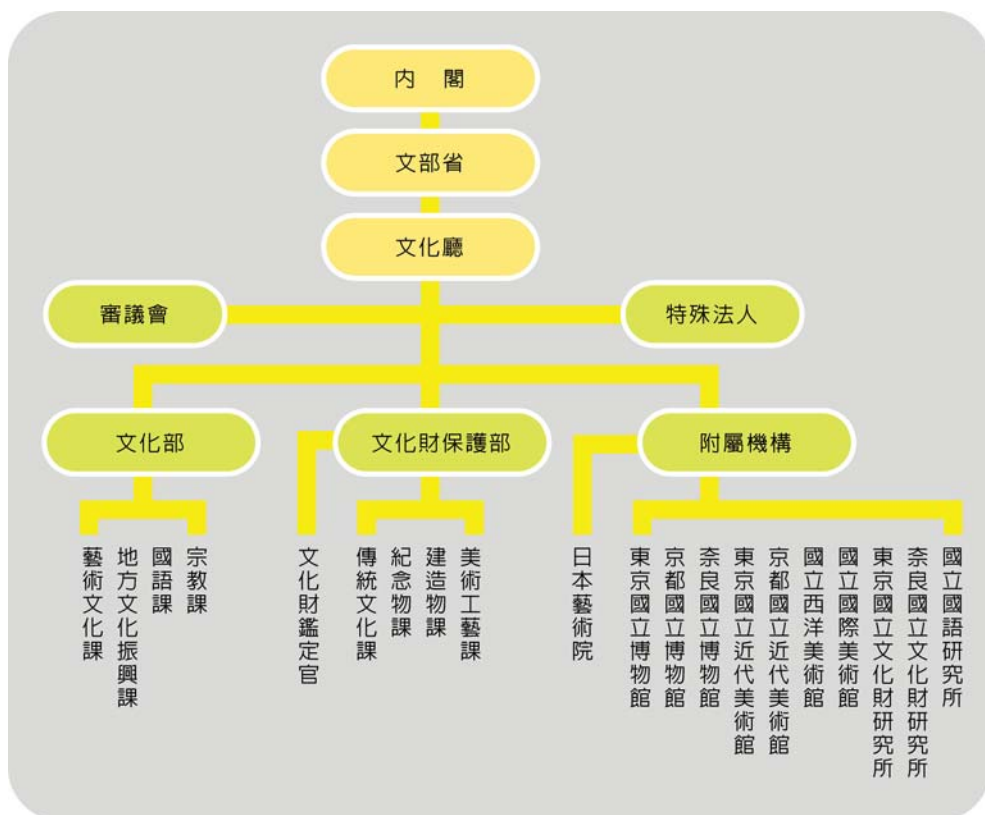 内 閣
文部省
文化廳
審議會
特殊法人
文化部
文化財保護部
附屬機構
藝術文化課
地方文化振興課
國語課
宗教課
文化財鑑定官
傳統文化課
紀念物課
建造物課
美術工藝課
日本藝術院
東京國立博物館
京都國立博物館
奈良國立博物館
東京國立近代美術館
京都國立近代美術館
國立西洋美術館
國立國際美術館
東京國立文化財研究所
奈良國立文化財研究所
國立國語研究所